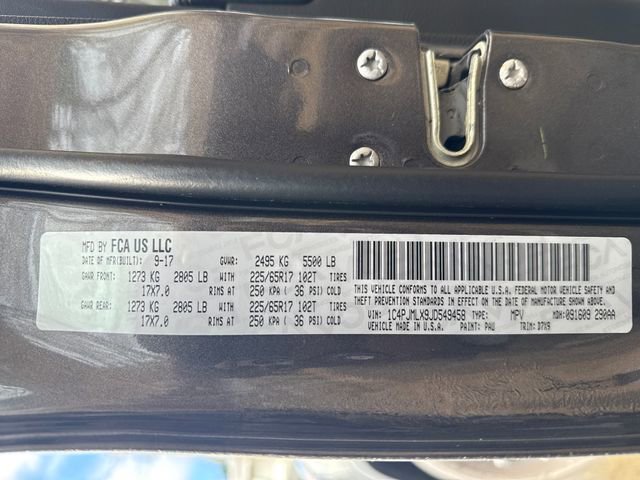 MFD BY FCA US LLC
DATE OF MFR(BUILT): 9-17 GVWR: 2495 KG 5500 LB
GAWR FRONT: 1273 KG 2805 LB WITH 225/65R17 102T TIRES
17X7.0 RIMS AT 250 KPA ( 36 PSI) COLD
GAWR REAR: 1273 KG 2805 LB WITH 225/65R17 102T TIRES
17X7.0 RIMS AT 250 KPA ( 36 PSI) COLD
THIS VEHICLE CONFORMS TO ALL APPLICABLE U.S.A. FEDERAL MOTOR VEHICLE SAFETY AND
THEFT PREVENTION STANDARDS IN EFFECT ON THE DATE OF MANUFACTURE SHOWN ABOVE.
VIN: 1C4PJMLX9JD549458 TYPE: MPV MDH:091609 290AA
VEHICLE MADE IN U.S.A. PAINT: PAU TRIM: D7X9